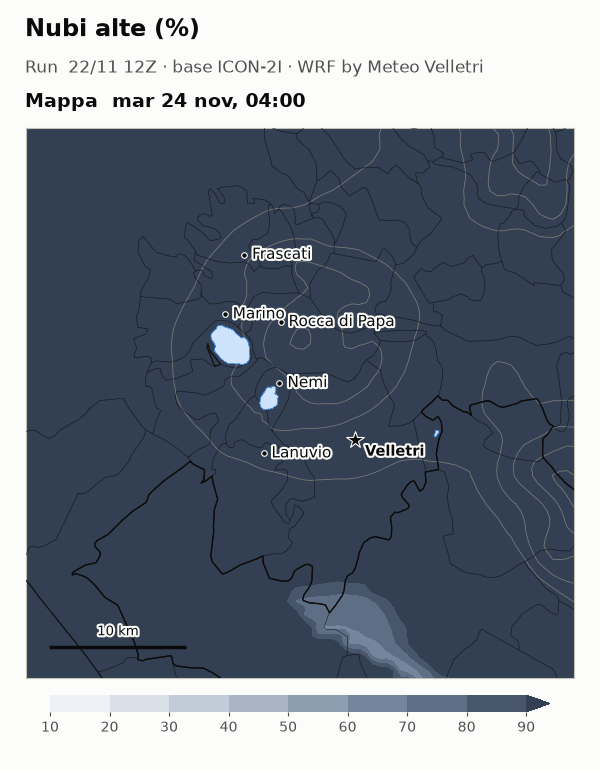 Nubi alte (%)
Run  22/11 12Z · base ICON-2I · WRF by Meteo Velletri
Mappa  mar 24 nov, 04:00
Frascati
Marino
Rocca di Papa
Nemi
Velletri
Lanuvio
10 km
10 20 30 40 50 60 70 80 90